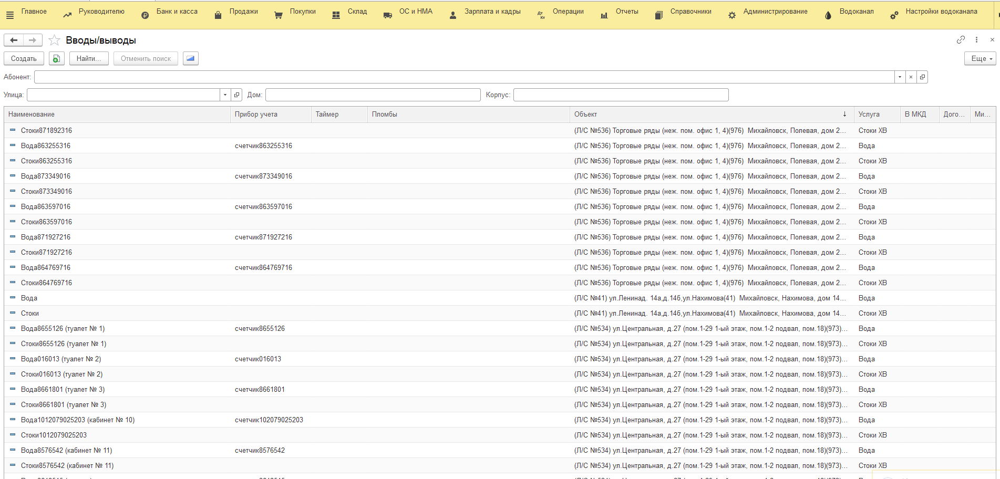 Главное Руководителю Банк и касса Продажи Покупки Склад ОС и НМА Зарплата и кадры Дт Кт Операции Отчеты Справочники Администрирование Водоканал Настройки водоканала
Вводы/выводы
Создать Найти... Отменить поиск Еще
Абонент:
Улица: Дом: Корпус:
Наименование Прибор учета Таймер Пломбы Объект ↓ Услуга В МКД Дого... Ми...
Стоки871892316 (Л/С №536) Торговые ряды (неж. пом. офис 1, 4)(976) Михайловск, Полевая, дом 2... Стоки ХВ
Вода863255316 счетчик863255316 (Л/С №536) Торговые ряды (неж. пом. офис 1, 4)(976) Михайловск, Полевая, дом 2... Вода
Стоки863255316 (Л/С №536) Торговые ряды (неж. пом. офис 1, 4)(976) Михайловск, Полевая, дом 2... Стоки ХВ
Вода873349016 счетчик873349016 (Л/С №536) Торговые ряды (неж. пом. офис 1, 4)(976) Михайловск, Полевая, дом 2... Вода
Стоки873349016 (Л/С №536) Торговые ряды (неж. пом. офис 1, 4)(976) Михайловск, Полевая, дом 2... Стоки ХВ
Вода863597016 счетчик863597016 (Л/С №536) Торговые ряды (неж. пом. офис 1, 4)(976) Михайловск, Полевая, дом 2... Вода
Стоки863597016 (Л/С №536) Торговые ряды (неж. пом. офис 1, 4)(976) Михайловск, Полевая, дом 2... Стоки ХВ
Вода871927216 счетчик871927216 (Л/С №536) Торговые ряды (неж. пом. офис 1, 4)(976) Михайловск, Полевая, дом 2... Вода
Стоки871927216 (Л/С №536) Торговые ряды (неж. пом. офис 1, 4)(976) Михайловск, Полевая, дом 2... Стоки ХВ
Вода864769716 счетчик864769716 (Л/С №536) Торговые ряды (неж. пом. офис 1, 4)(976) Михайловск, Полевая, дом 2... Вода
Стоки864769716 (Л/С №536) Торговые ряды (неж. пом. офис 1, 4)(976) Михайловск, Полевая, дом 2... Стоки ХВ
Вода (Л/С №41) ул.Ленинад. 14а,д.14б,ул.Нахимова(41) Михайловск, Нахимова, дом 14... Вода
Стоки (Л/С №41) ул.Ленинад. 14а,д.14б,ул.Нахимова(41) Михайловск, Нахимова, дом 14... Стоки ХВ
Вода8655126 (туалет № 1) счетчик8655126 (Л/С №534) ул.Центральная, д.27 (пом.1-29 1-ый этаж, пом.1-2 подвал, пом.18)(973)... Вода
Стоки8655126 (туалет № 1) (Л/С №534) ул.Центральная, д.27 (пом.1-29 1-ый этаж, пом.1-2 подвал, пом.18)(973)... Стоки ХВ
Вода016013 (туалет № 2) счетчик016013 (Л/С №534) ул.Центральная, д.27 (пом.1-29 1-ый этаж, пом.1-2 подвал, пом.18)(973)... Вода
Стоки016013 (туалет № 2) (Л/С №534) ул.Центральная, д.27 (пом.1-29 1-ый этаж, пом.1-2 подвал, пом.18)(973)... Стоки ХВ
Вода8661801 (туалет № 3) счетчик8661801 (Л/С №534) ул.Центральная, д.27 (пом.1-29 1-ый этаж, пом.1-2 подвал, пом.18)(973)... Вода
Стоки8661801 (туалет № 3) (Л/С №534) ул.Центральная, д.27 (пом.1-29 1-ый этаж, пом.1-2 подвал, пом.18)(973)... Стоки ХВ
Вода1012079025203 (кабинет № 10) счетчик102079025203 (Л/С №534) ул.Центральная, д.27 (пом.1-29 1-ый этаж, пом.1-2 подвал, пом.18)(973)... Вода
Стоки1012079025203 (Л/С №534) ул.Центральная, д.27 (пом.1-29 1-ый этаж, пом.1-2 подвал, пом.18)(973)... Стоки ХВ
Вода8576542 (кабинет № 11) счетчик8576542 (Л/С №534) ул.Центральная, д.27 (пом.1-29 1-ый этаж, пом.1-2 подвал, пом.18)(973)... Вода
Стоки8576542 (кабинет № 11) (Л/С №534) ул.Центральная, д.27 (пом.1-29 1-ый этаж, пом.1-2 подвал, пом.18)(973)... Стоки ХВ